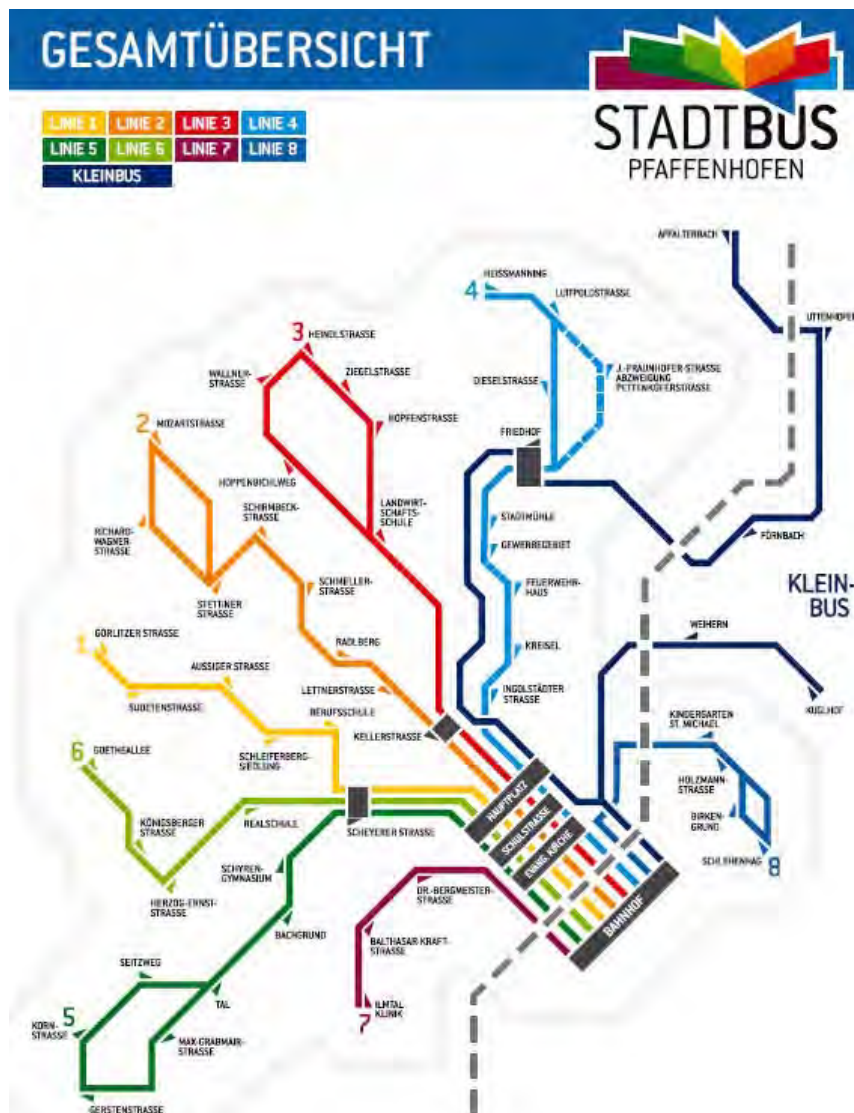 GESAMTÜBERSICHT
STADTBUS
PFAFFENHOFEN
LINIE 1
LINIE 2
LINIE 3
LINIE 4
LINIE 5
LINIE 6
LINIE 7
LINIE 8
KLEINBUS
AFFALTERBACH
HEISSMANNING
4
LUITPOLDSTRASSE
UTTENHOFEN
3
HEINDLSTRASSE
WALLNER-
STRASSE
ZIEGELSTRASSE
J.-FRAUNHOFER-STRASSE
ABZWEIGUNG
PETTENKOFERSTRASSE
DIESELSTRASSE
2
MOZARTSTRASSE
HOPFENSTRASSE
FRIEDHOF
HOPPENBICHLWEG
SCHIRMBECK-
STRASSE
LANDWIRT-
SCHAFTS-
SCHULE
STADTMÜHLE
RICHARD-
WAGNER-
STRASSE
GEWERBEGEBIET
FÖRNBACH
STETTINER
STRASSE
SCHMELLER-
STRASSE
FEUERWEHR-
HAUS
KLEIN-
BUS
1
GÖRLITZER STRASSE
RADLBERG
KREISEL
WEIHERN
AUSSIGER STRASSE
LETTNERSTRASSE
INGOLSTÄDTER
STRASSE
KUGLHOF
SUDETENSTRASSE
BERUFSSCHULE
KELLERSTRASSE
KINDERGARTEN
ST. MICHAEL
6
GOETHEALLEE
SCHLEIFERBERG-
SIEDLUNG
HOLZMANN-
STRASSE
HAUPTPLATZ
SCHULSTRASSE
EVANG. KIRCHE
BAHNHOF
KÖNIGSBERGER
STRASSE
REALSCHULE
SCHEYERER STRASSE
BIRKEN-
GRUND
SCHLEHENHAG
8
SCHYREN-
GYMNASIUM
HERZOG-ERNST-
STRASSE
DR.-BERGMEISTER-
STRASSE
BACHGRUND
BALTHASAR-KRAFT-
STRASSE
SEITZWEG
TAL
ILMTAL
KLINIK
7
KORN-
STRASSE
5
MAX-GRABMAIR-
STRASSE
GERSTENSTRASSE